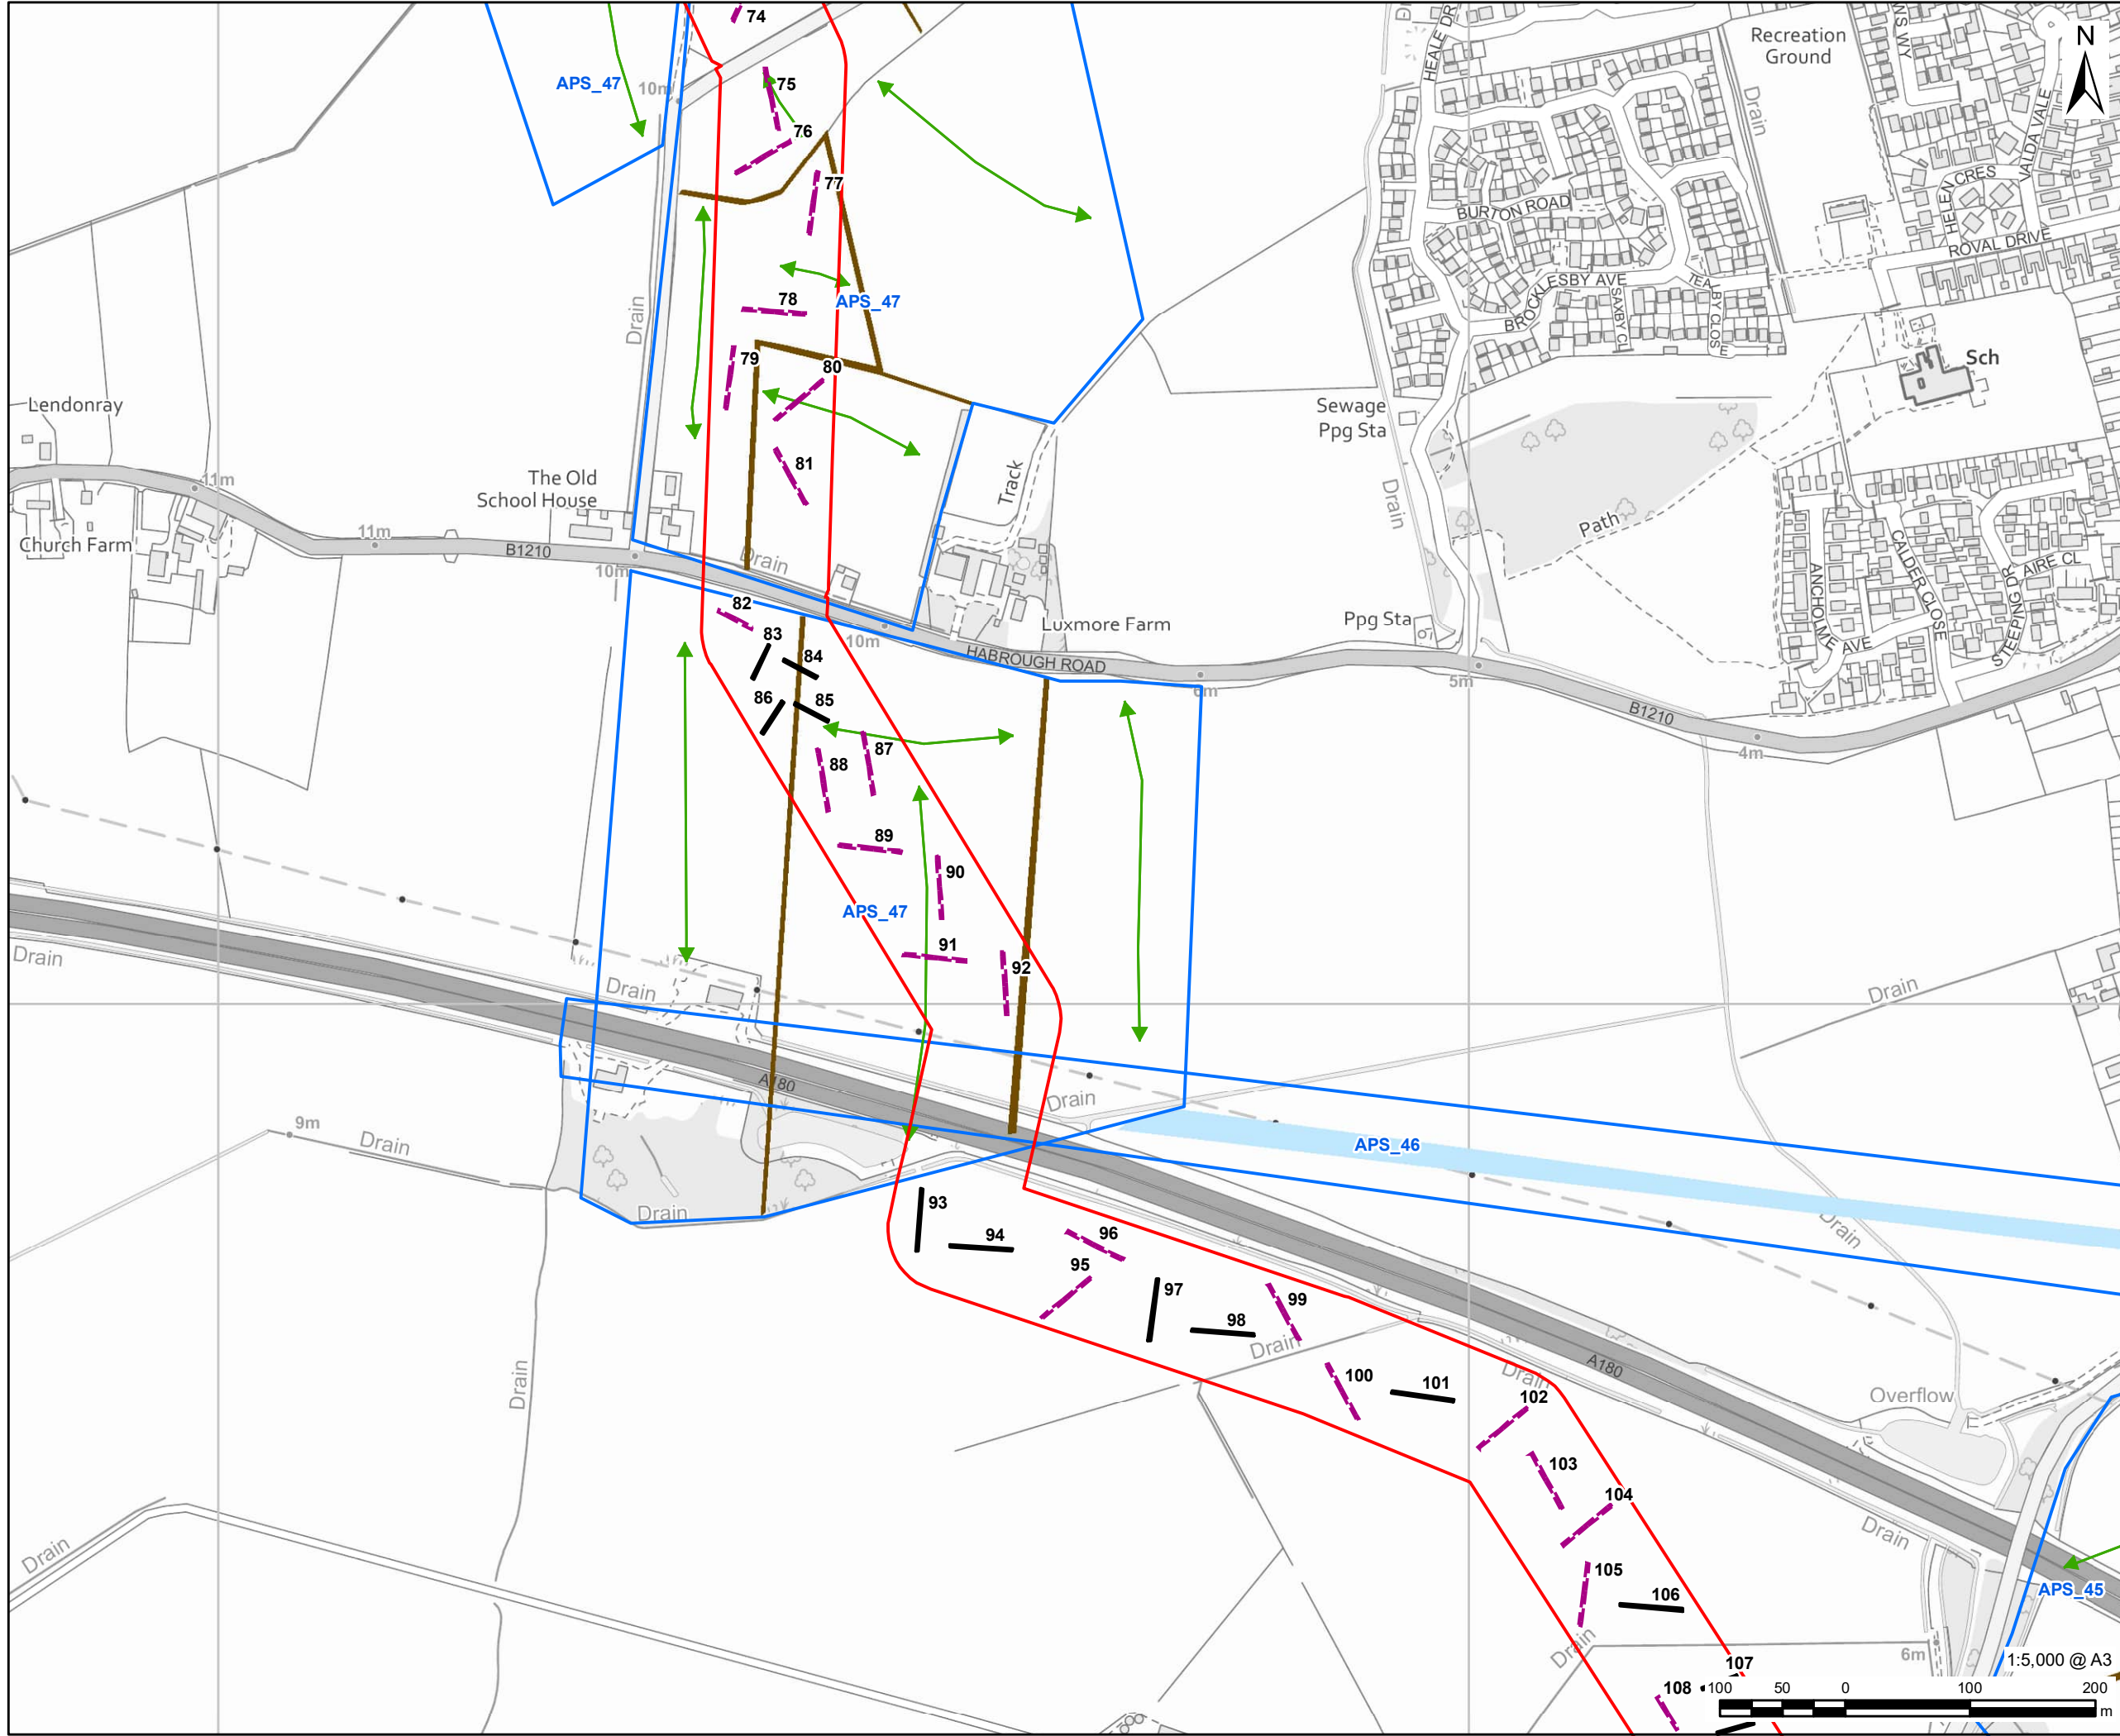 74
HEALE DR
Recreation
Ground
WS WY
N
APS_47
10m
75
76
Drain
VALDA VALE
77
BURTON ROAD
HELEN CRES
ROVAL DRIVE
Drain
78
APS_47
BROCKLESBY AVE
SAXBY CL
LBY CLOSE
79
80
Sch
Lendonray
Sewage
Ppg Sta
81
The Old
School House
11m
Track
Drain
Path
11m
Church Farm
B1210
Drain
10m
ANCHOLME
AVE
CALDER CLOSE
STEEPING DR
AIRE CL
82
83
10m
Luxmore Farm
Ppg Sta
84
HABROUGH ROAD
6m
5m
86
85
B1210
87
88
4m
89
90
APS_47
91
92
Drain
Drain
Drain
A180
Drain
9m
Drain
APS_46
93
Drain
Drain
94
96
95
97
99
98
Drain
100
101
Drain
102
A180
Drain
Overflow
103
104
Drain
Drain
105
106
APS_45
Drain
6m
1:5,000 @ A3
107
108
100 50 0 100 200
m